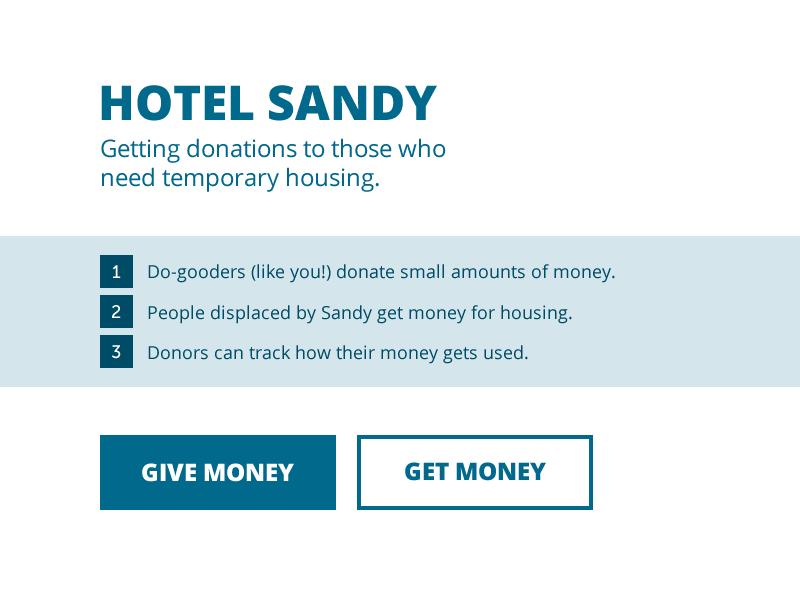 HOTEL SANDY
Getting donations to those who
need temporary housing.
1 Do-gooders (like you!) donate small amounts of money.
2 People displaced by Sandy get money for housing.
3 Donors can track how their money gets used.
GIVE MONEY GET MONEY